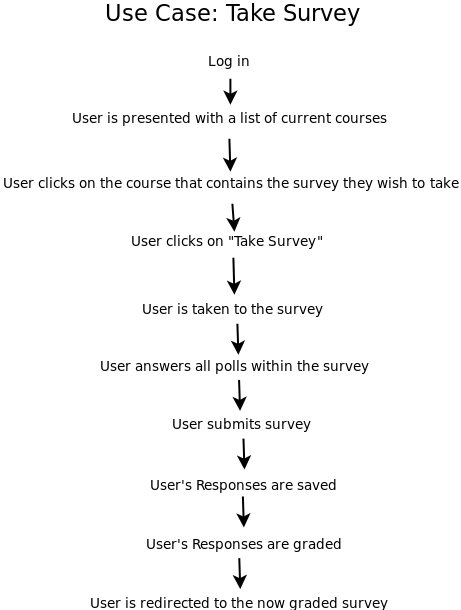 Use Case: Take Survey
Log in
User is presented with a list of current courses
User clicks on the course that contains the survey they wish to take
User clicks on "Take Survey"
User is taken to the survey
User answers all polls within the survey
User submits survey
User's Responses are saved
User's Responses are graded
User is redirected to the now graded survey